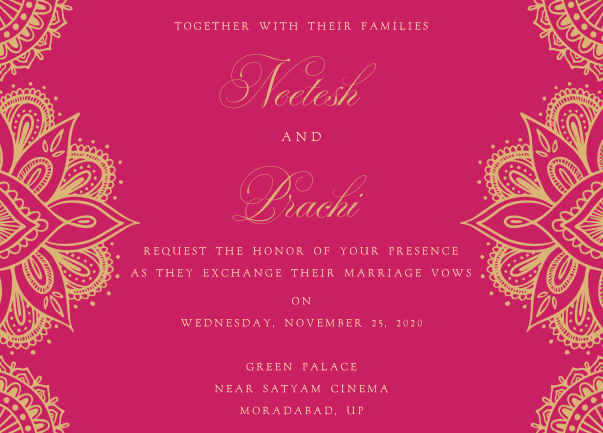 TOGETHER WITH THEIR FAMILIES
Neetesh
AND
Prachi
REQUEST THE HONOR OF YOUR PRESENCE
AS THEY EXCHANGE THEIR MARRIAGE VOWS
ON
WEDNESDAY, NOVEMBER 25, 2020
GREEN PALACE
NEAR SATYAM CINEMA
MORADABAD, UP